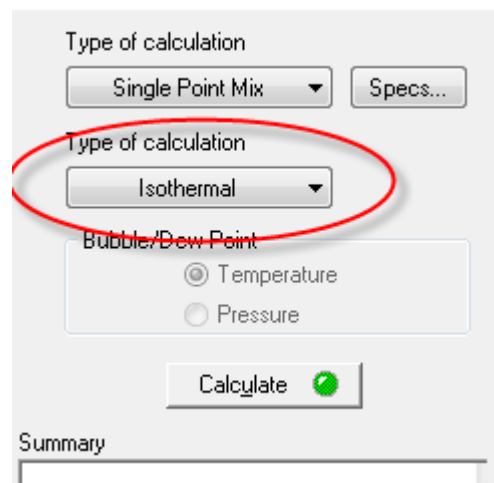 Type of calculation
Single Point Mix
Specs...
Type of calculation
Isothermal
Bubble/Dew Point
Temperature
Pressure
Calculate
Summary